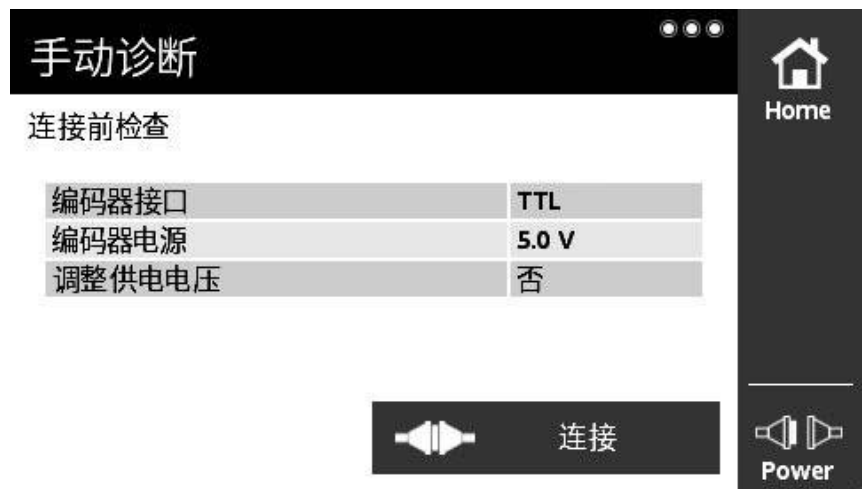 手动诊断
Home
连接前检查
编码器接口 TTL
编码器电源 5.0 V
调整供电电压 否
连接
Power